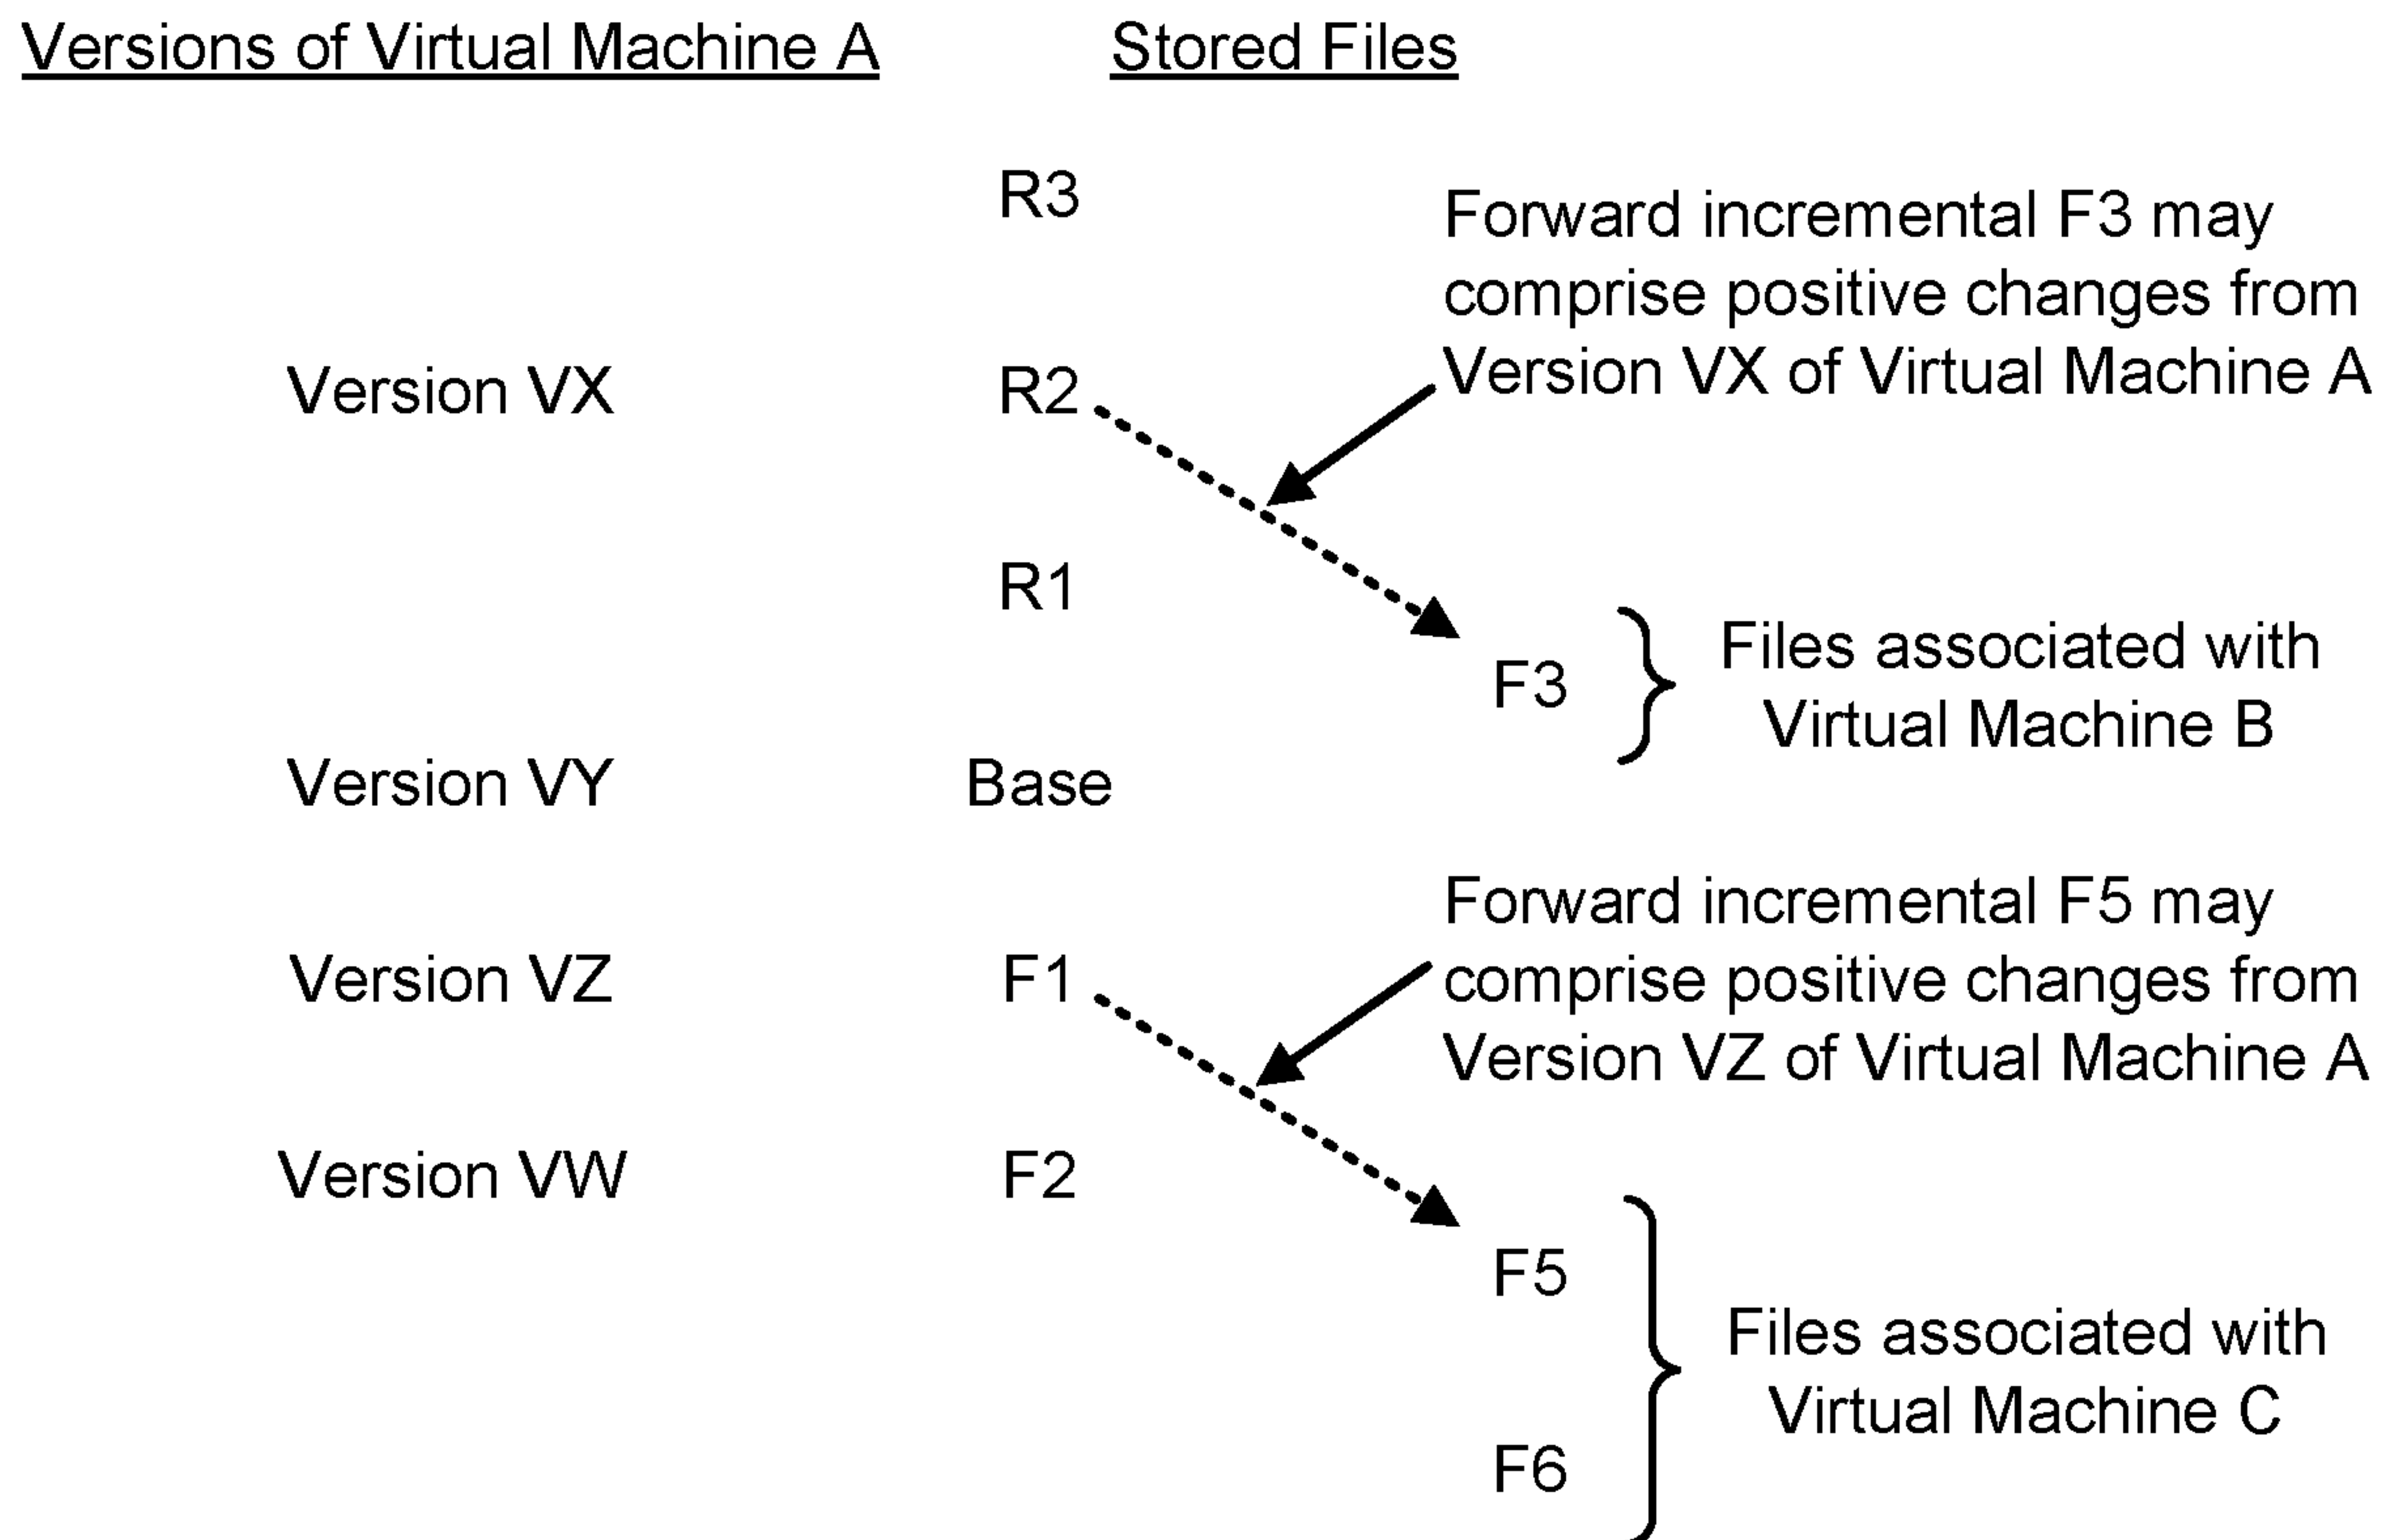 Versions of Virtual Machine A
Stored Files
R3
Forward incremental F3 may
comprise positive changes from
Version VX of Virtual Machine A
Version VX
R2
R1
F3
Files associated with
Virtual Machine B
Version VY
Base
Forward incremental F5 may
comprise positive changes from
Version VZ of Virtual Machine A
Version VZ
F1
Version VW
F2
F5
Files associated with
Virtual Machine C
F6